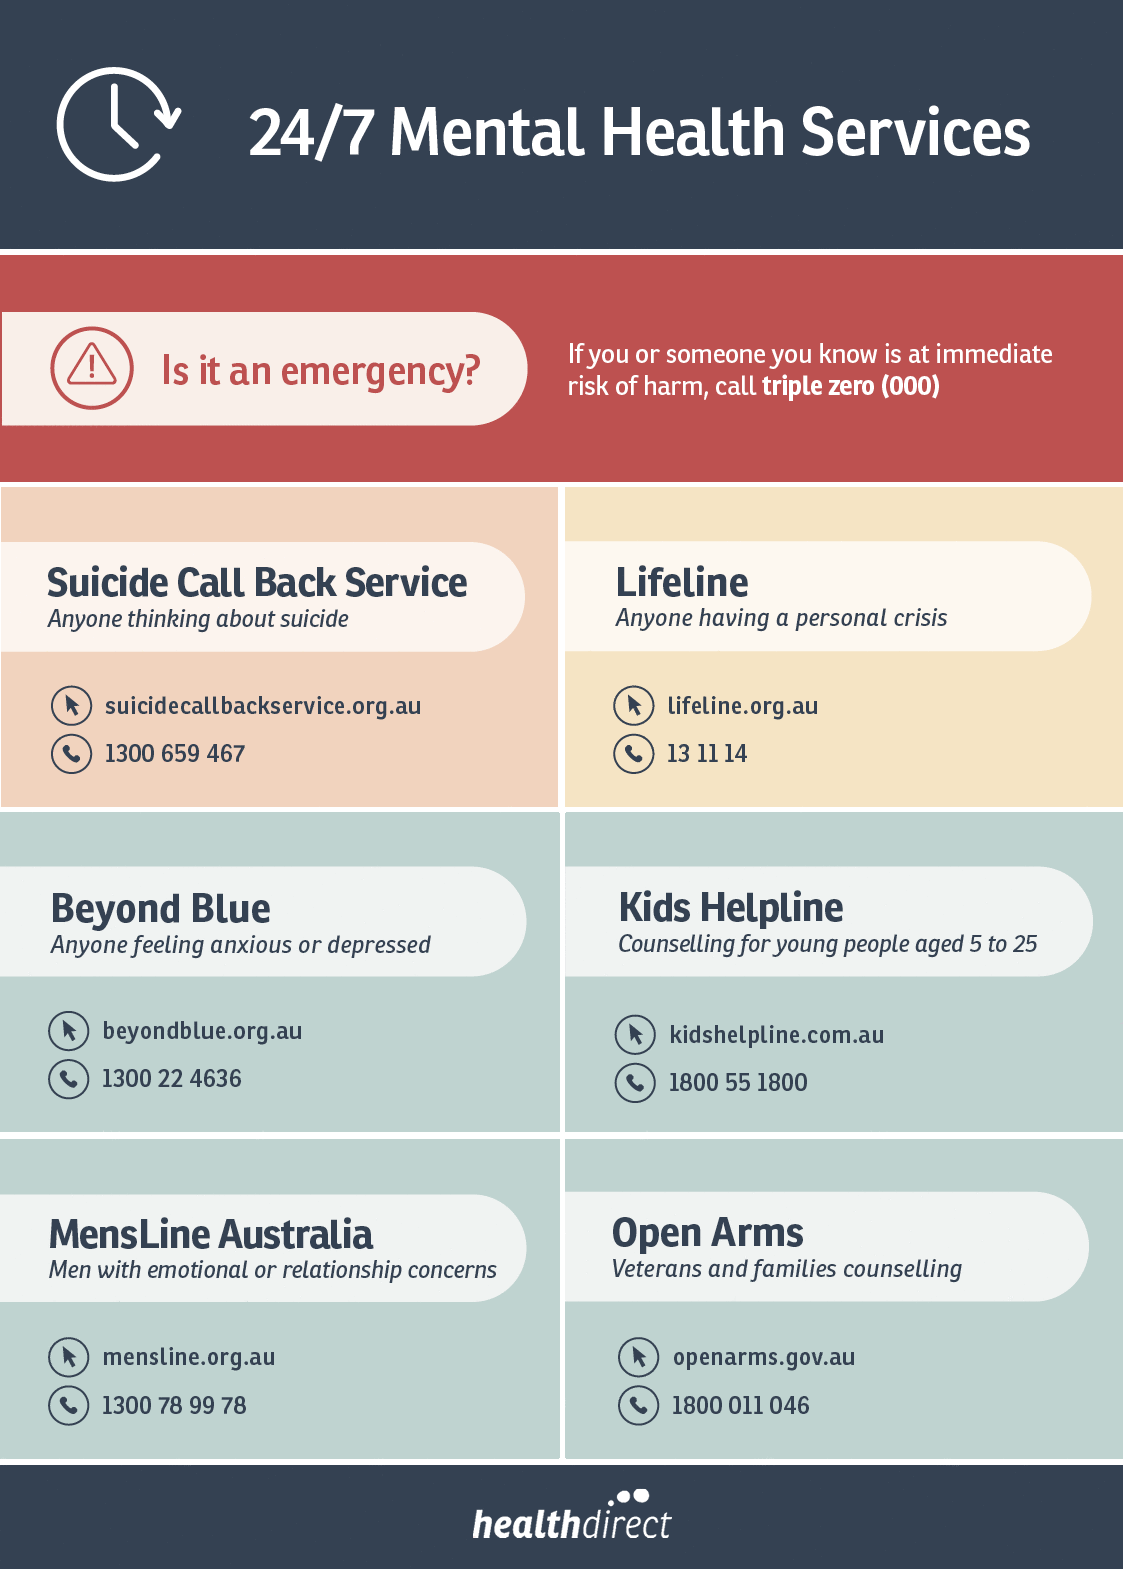 24/7 Mental Health Services
Is it an emergency?
If you or someone you know is at immediate
risk of harm, call triple zero (000)
Suicide Call Back Service
Anyone thinking about suicide
suicidecallbackservice.org.au
1300 659 467
Lifeline
Anyone having a personal crisis
lifeline.org.au
13 11 14
Beyond Blue
Anyone feeling anxious or depressed
beyondblue.org.au
1300 22 4636
Kids Helpline
Counselling for young people aged 5 to 25
kidshelpline.com.au
1800 55 1800
MensLine Australia
Men with emotional or relationship concerns
mensline.org.au
1300 78 99 78
Open Arms
Veterans and families counselling
openarms.gov.au
1800 011 046
healthdirect